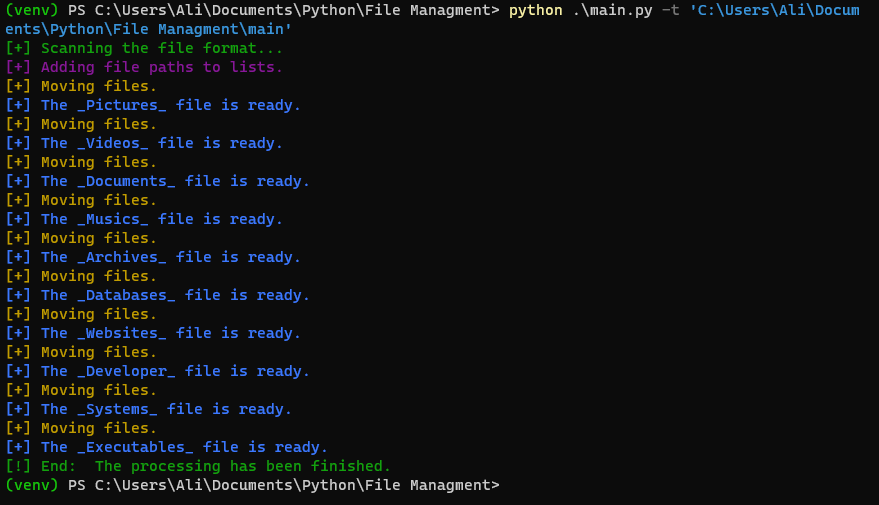 (venv) PS C:\Users\Ali\Documents\Python\File Managment> python .\main.py -t 'C:\Users\Ali\Docum
ents\Python\File Managment\main'
[+] Scanning the file format...
[+] Adding file paths to lists.
[+] Moving files.
[+] The _Pictures_ file is ready.
[+] Moving files.
[+] The _Videos_ file is ready.
[+] Moving files.
[+] The _Documents_ file is ready.
[+] Moving files.
[+] The _Musics_ file is ready.
[+] Moving files.
[+] The _Archives_ file is ready.
[+] Moving files.
[+] The _Databases_ file is ready.
[+] Moving files.
[+] The _Websites_ file is ready.
[+] Moving files.
[+] The _Developer_ file is ready.
[+] Moving files.
[+] The _Systems_ file is ready.
[+] Moving files.
[+] The _Executables_ file is ready.
[!] End:  The processing has been finished.
(venv) PS C:\Users\Ali\Documents\Python\File Managment>